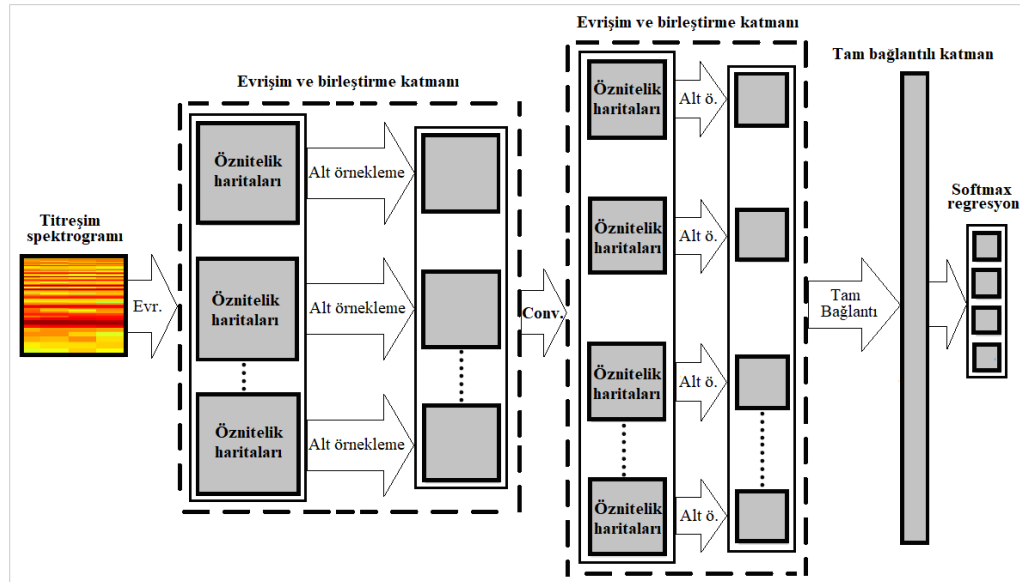 Titreşim
spektrogramı
Evr.
Evrişim ve birleştirme katmanı
Öznitelik
haritaları
Alt örnekleme
Öznitelik
haritaları
Alt örnekleme
Öznitelik
haritaları
Alt örnekleme
Conv.
Evrişim ve birleştirme katmanı
Öznitelik
haritaları
Alt ö.
Öznitelik
haritaları
Alt ö.
Öznitelik
haritaları
Alt ö.
Öznitelik
haritaları
Alt ö.
Tam
Bağlantı
Tam bağlantılı katman
Softmax
regresyon